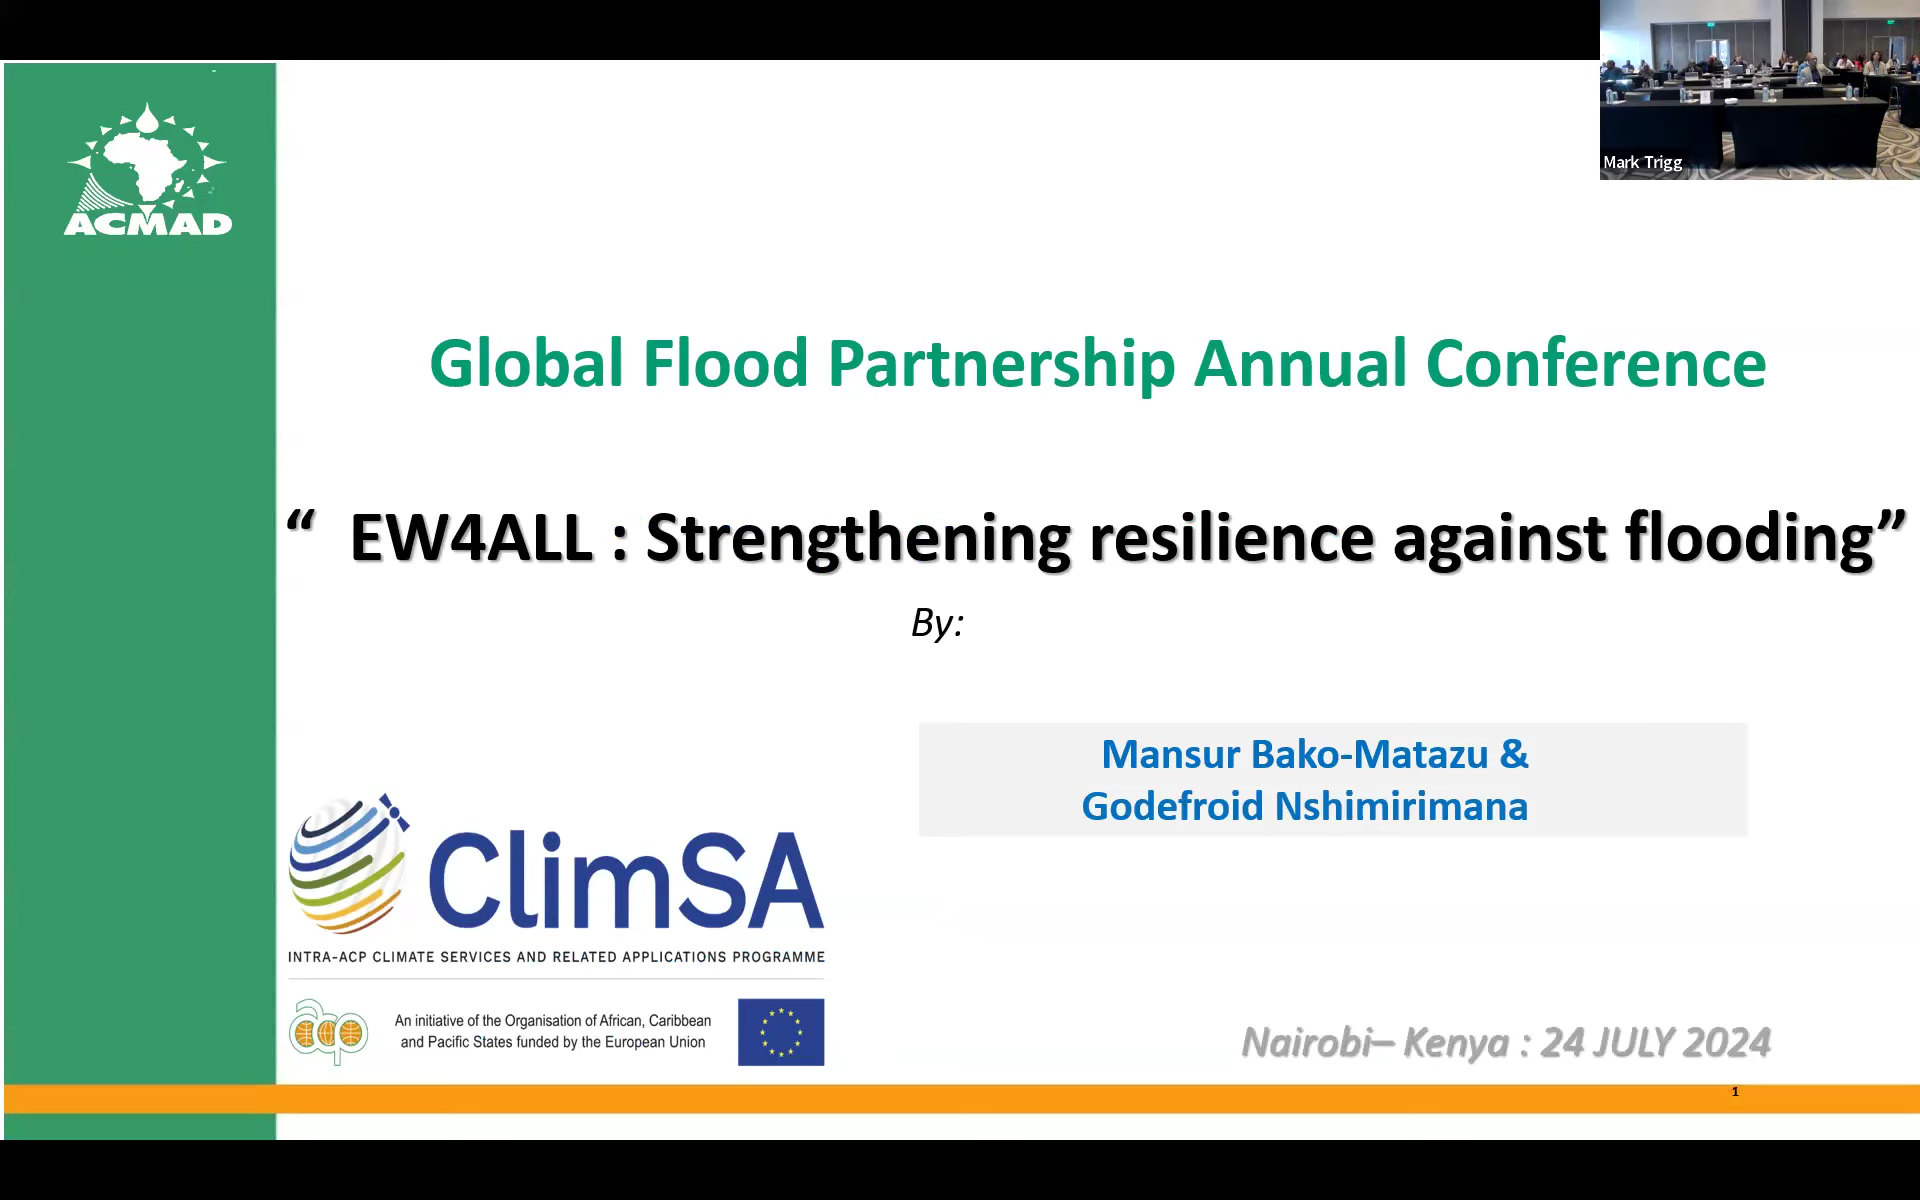 Mark Trigg
ACMAD
Global Flood Partnership Annual Conference
“ EW4ALL : Strengthening resilience against flooding”
By:
Mansur Bako-Matazu &
Godefroid Nshimirimana
ClimSA
INTRA-ACP CLIMATE SERVICES AND RELATED APPLICATIONS PROGRAMME
acp
An initiative of the Organisation of African, Caribbean
and Pacific States funded by the European Union
Nairobi– Kenya : 24 JULY 2024
1